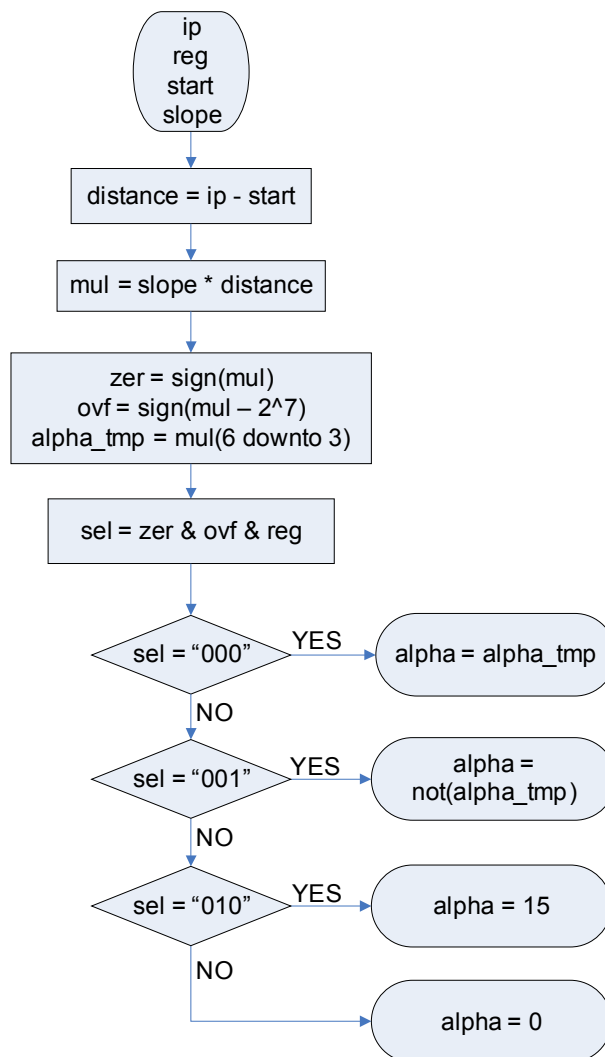 ip
reg
start
slope
distance = ip - start
mul = slope * distance
zer = sign(mul)
ovf = sign(mul – 2^7)
alpha_tmp = mul(6 downto 3)
sel = zer & ovf & reg
sel = “000”
YES
alpha = alpha_tmp
NO
sel = “001”
YES
alpha =
not(alpha_tmp)
NO
sel = “010”
YES
alpha = 15
NO
alpha = 0